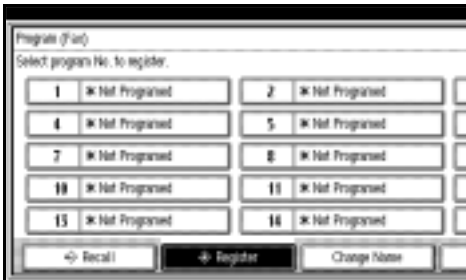 Program (Fax)
Select program No. to register.
1 * Not Programed 2 * Not Programed
4 * Not Programed 5 * Not Programed
7 * Not Programed 8 * Not Programed
10 * Not Programed 11 * Not Programed
13 * Not Programed 14 * Not Programed
Recall Register Change Name